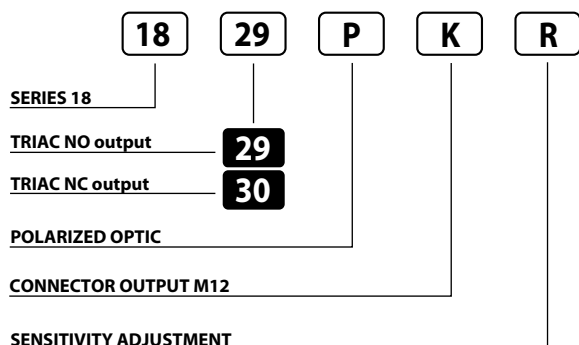 18 29 P K R
SERIES 18
TRIAC NO output 29
TRIAC NC output 30
POLARIZED OPTIC
CONNECTOR OUTPUT M12
SENSITIVITY ADJUSTMENT